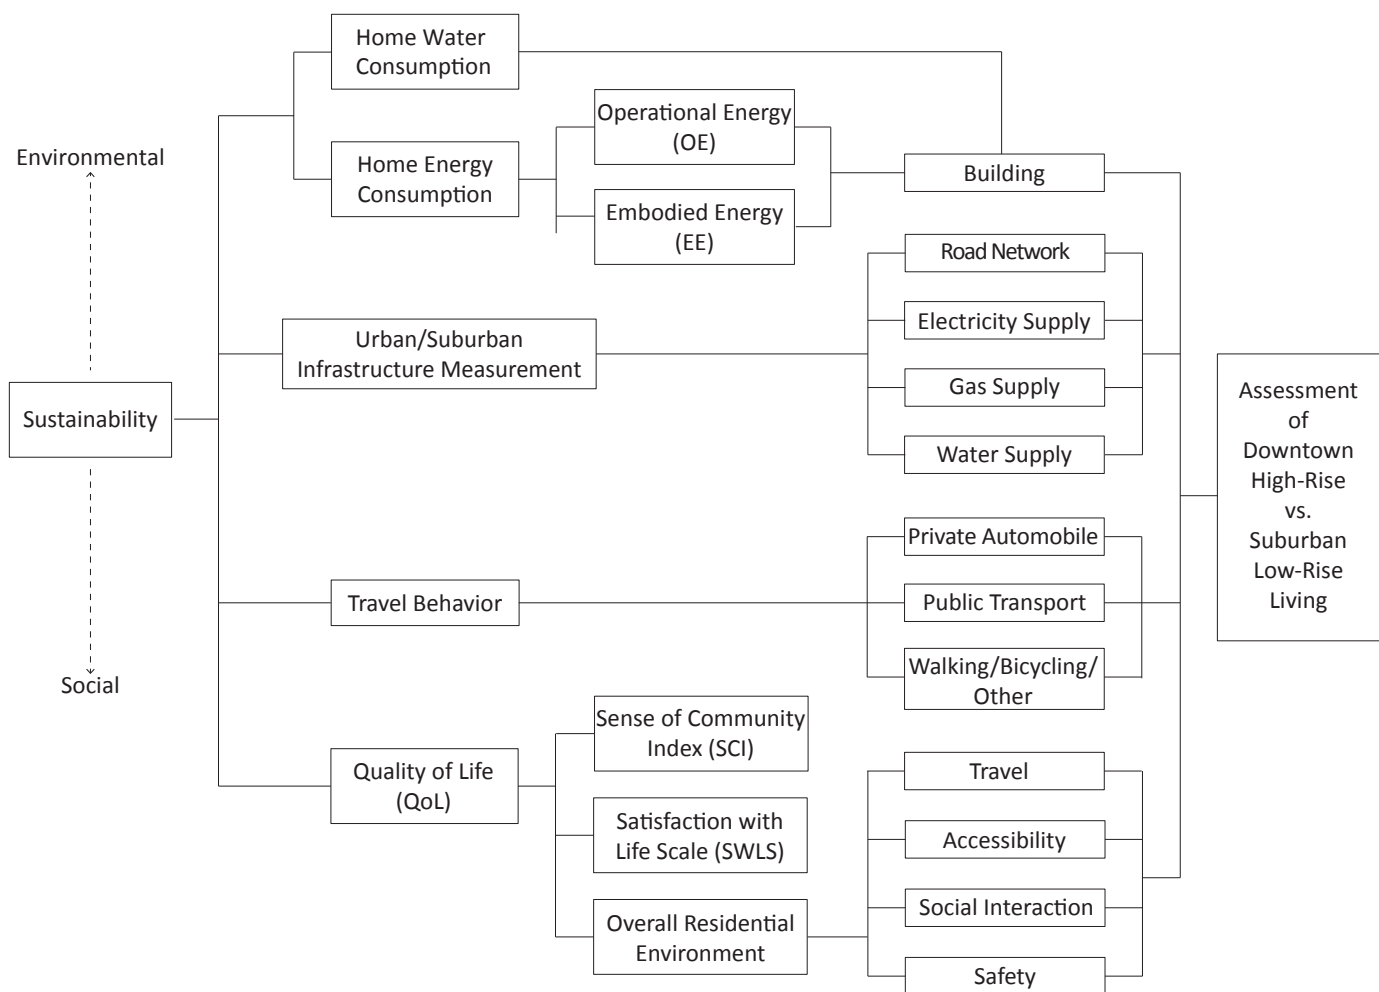 Home Water
Consumption
Operational Energy
(OE)
Environmental
Home Energy
Consumption
Building
Embodied Energy
(EE)
Road Network
Electricity Supply
Urban/Suburban
Infrastructure Measurement
Gas Supply
Sustainability
Water Supply
Assessment
of
Downtown
High-Rise
vs.
Suburban
Low-Rise
Living
Private Automobile
Travel Behavior
Public Transport
Walking/Bicycling/
Other
Social
Sense of Community
Index (SCI)
Quality of Life
(QoL)
Travel
Satisfaction with
Life Scale (SWLS)
Accessibility
Overall Residential
Environment
Social Interaction
Safety